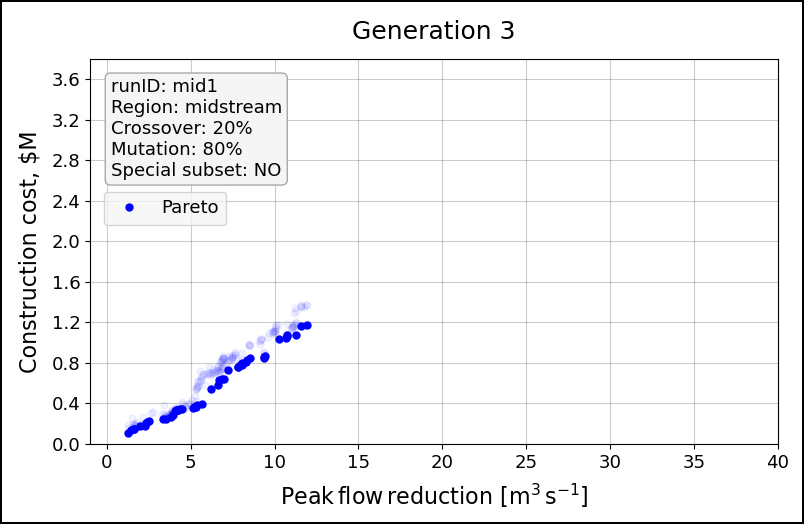 Generation 3
Construction cost, $M
3.6
3.2
2.8
2.4
2.0
1.6
1.2
0.8
0.4
0.0
runID: mid1
Region: midstream
Crossover: 20%
Mutation: 80%
Special subset: NO
Pareto
0 5 10 15 20 25 30 35 40
Peak flow reduction [m³ s⁻¹]